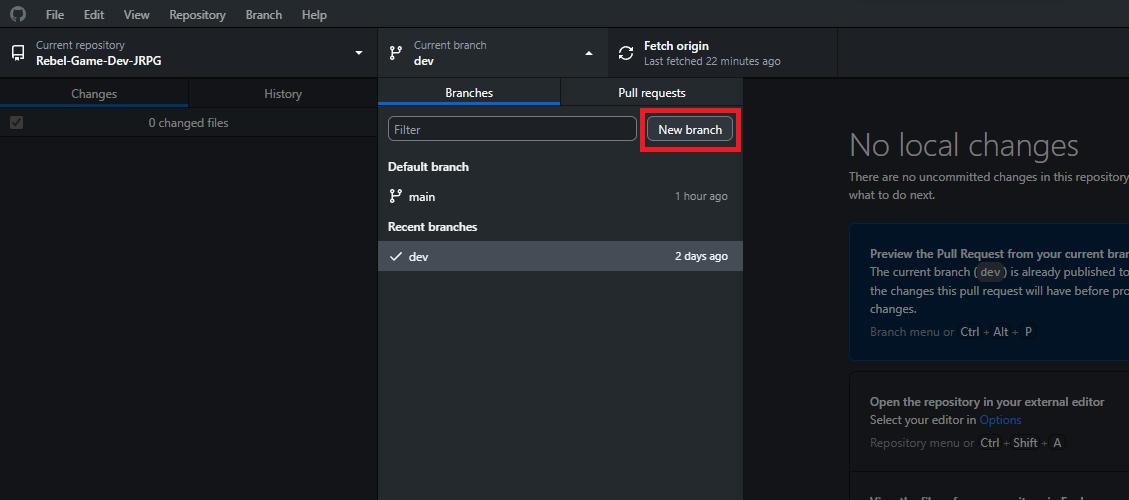 File Edit View Repository Branch Help
Current repository
Rebel-Game-Dev-JRPG
Current branch
dev
Fetch origin
Last fetched 22 minutes ago
Changes History
0 changed files
Branches Pull requests
Filter New branch
Default branch
main 1 hour ago
Recent branches
dev 2 days ago
No local changes
There are no uncommitted changes in this repository
what to do next.
Preview the Pull Request from your current bran
The current branch (dev) is already published to
the changes this pull request will have before pro
changes.
Branch menu or Ctrl + Alt + P
Open the repository in your external editor
Select your editor in Options
Repository menu or Ctrl + Shift + A